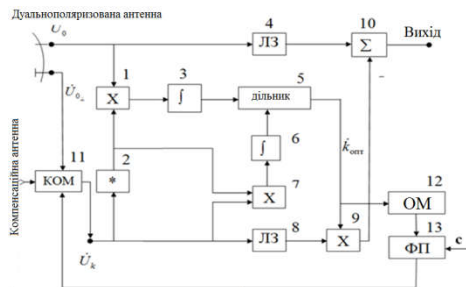 Дуальнополяризована антенна
U̇₀
4
ЛЗ
10
Σ
Вихід
-
U̇₀⊥
1
X
3
∫
5
дільник
k̇опт
6
∫
11
КОМ
2
*
7
X
Компенсаційна антенна
12
ОМ
U̇k
ЛЗ
8
9
X
13
ФП
c